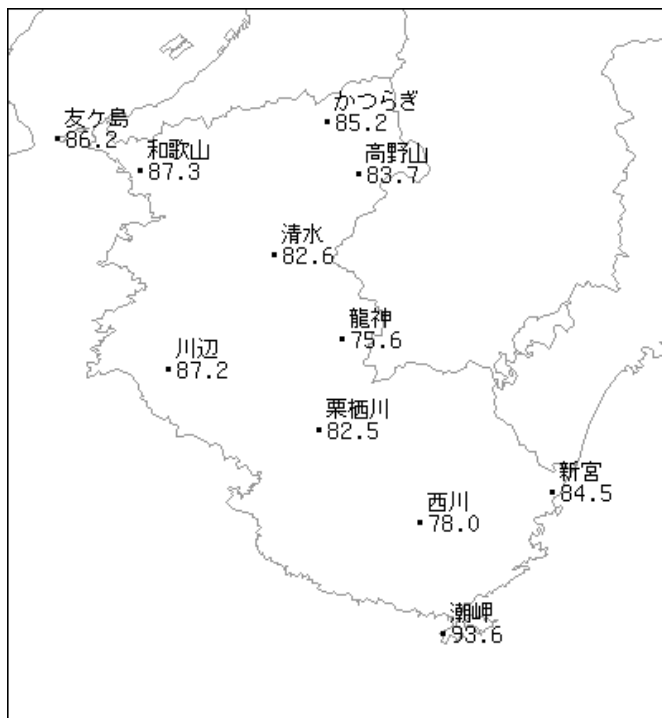 かつらぎ
85.2
友ケ島
86.2
和歌山
87.3
高野山
83.7
清水
82.6
龍神
75.6
川辺
87.2
栗栖川
82.5
新宮
84.5
西川
78.0
潮岬
93.6